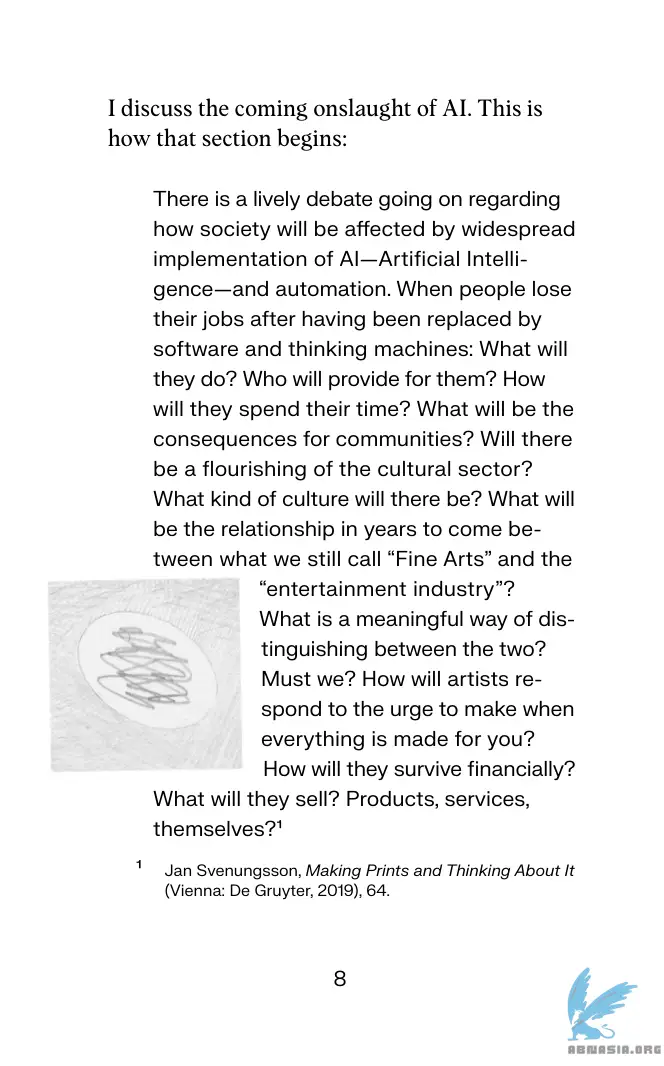 I discuss the coming onslaught of AI. This is
how that section begins:
There is a lively debate going on regarding
how society will be affected by widespread
implementation of AI—Artificial Intelli-
gence—and automation. When people lose
their jobs after having been replaced by
software and thinking machines: What will
they do? Who will provide for them? How
will they spend their time? What will be the
consequences for communities? Will there
be a flourishing of the cultural sector?
What kind of culture will there be? What will
be the relationship in years to come be-
tween what we still call “Fine Arts” and the
“entertainment industry”?
What is a meaningful way of dis-
tinguishing between the two?
Must we? How will artists re-
spond to the urge to make when
everything is made for you?
How will they survive financially?
What will they sell? Products, services,
themselves?¹
¹ Jan Svenungsson, Making Prints and Thinking About It
(Vienna: De Gruyter, 2019), 64.
8
ABNASIA.ORG